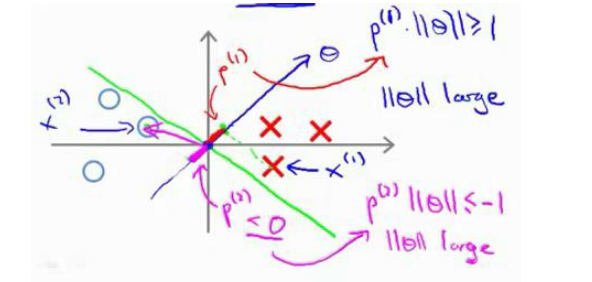 p⁽¹⁾ · ||θ|| ≥ 1
θ
p⁽¹⁾
||θ|| large
x⁽²⁾
x⁽¹⁾
p⁽²⁾ ||θ|| ≤ -1
p⁽²⁾ < 0
||θ|| large